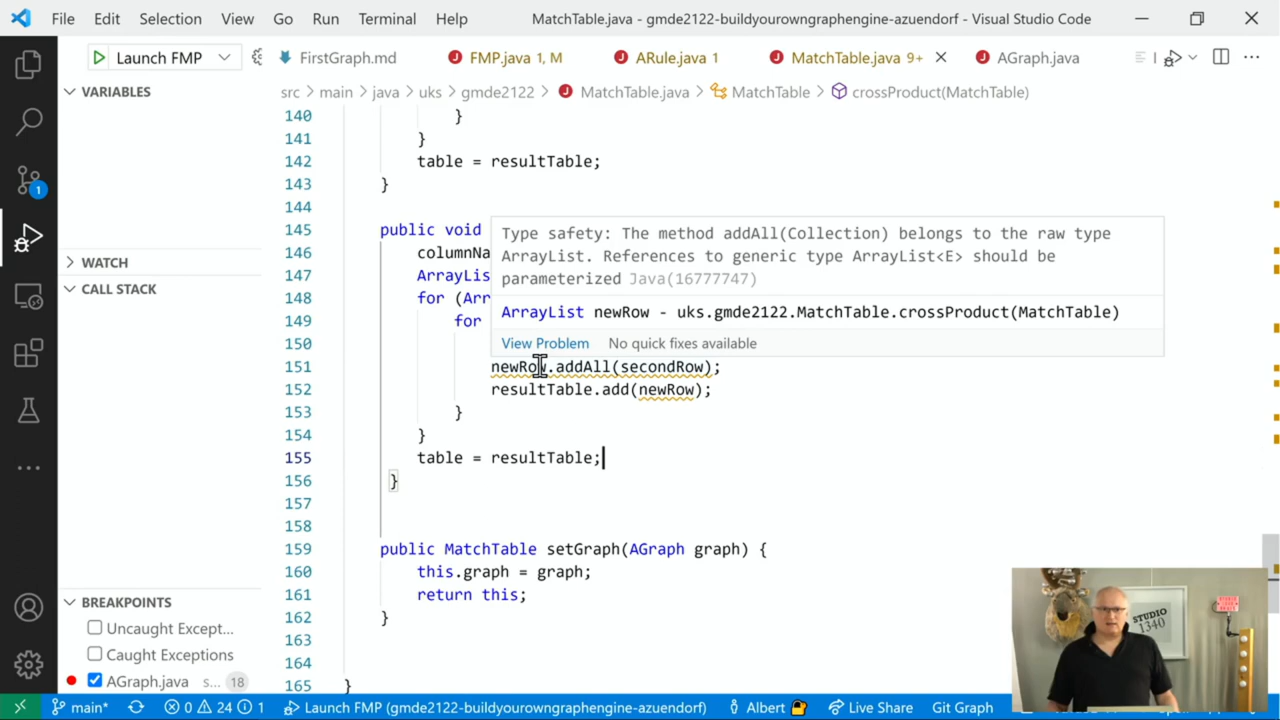 File Edit Selection View Go Run Terminal Help MatchTable.java - gmde2122-buildyourowngraphengine-azuendorf - Visual Studio Code
Launch FMP FirstGraph.md FMP.java 1, M ARule.java 1 MatchTable.java 9+ AGraph.java
VARIABLES
src > main > java > uks > gmde2122 > MatchTable.java > MatchTable > crossProduct(MatchTable)
140 }
141 }
142 table = resultTable;
143 }
144
145 public void
146 columnNa
147 ArrayLis
148 for (Arr
149 for
150
Type safety: The method addAll(Collection) belongs to the raw type
ArrayList. References to generic type ArrayList<E> should be
parameterized Java(16777747)
ArrayList newRow - uks.gmde2122.MatchTable.crossProduct(MatchTable)
View Problem No quick fixes available
151 newRow.addAll(secondRow);
152 resultTable.add(newRow);
153 }
154 }
155 table = resultTable;
156 }
157
158
159 public MatchTable setGraph(AGraph graph) {
160 this.graph = graph;
161 return this;
162 }
163
164
165 }
WATCH
CALL STACK
BREAKPOINTS
Uncaught Except...
Caught Exceptions
AGraph.java s... 18
1
STUDIO
1340
main* 0 24 1 Launch FMP (gmde2122-buildyourowngraphengine-azuendorf) Albert Live Share Git Graph